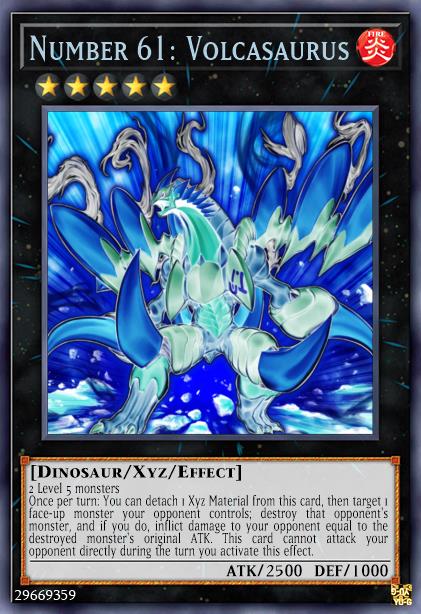 NUMBER 61: VOLCASAURUS
FIRE
炎
61
[DINOSAUR/XYZ/EFFECT]
2 Level 5 monsters
Once per turn: You can detach 1 Xyz Material from this card, then target 1
face-up monster your opponent controls; destroy that opponent's
monster, and if you do, inflict damage to your opponent equal to the
destroyed monster's original ATK. This card cannot attack your
opponent directly during the turn you activate this effect.
ATK/2500 DEF/1000
29669359